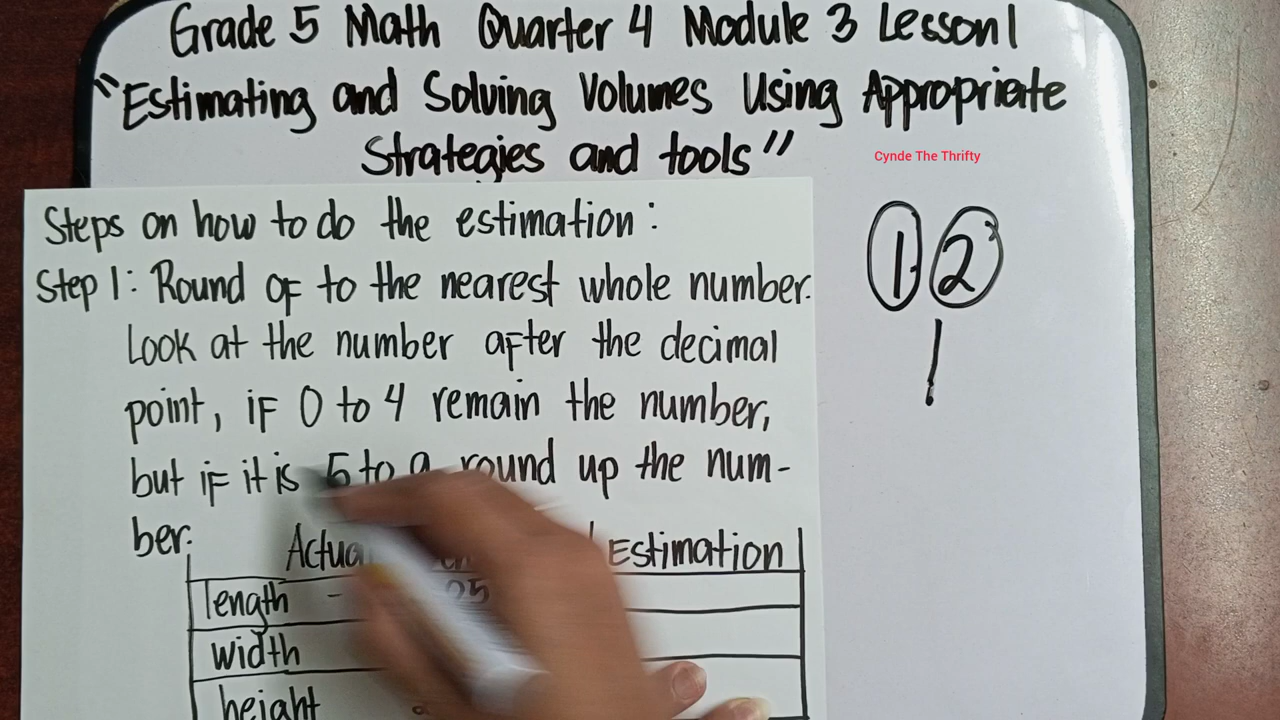 Grade 5 Math Quarter 4 Module 3 Lesson 1
"Estimating and Solving Volumes Using Appropriate
Strategies and tools"
Cynde The Thrifty
Steps on how to do the estimation:
Step 1: Round of to the nearest whole number.
Look at the number after the decimal
point, if 0 to 4 remain the number,
but if it is 5 to 9 round up the num-
ber.
Estimation
length -
width
height
1 2